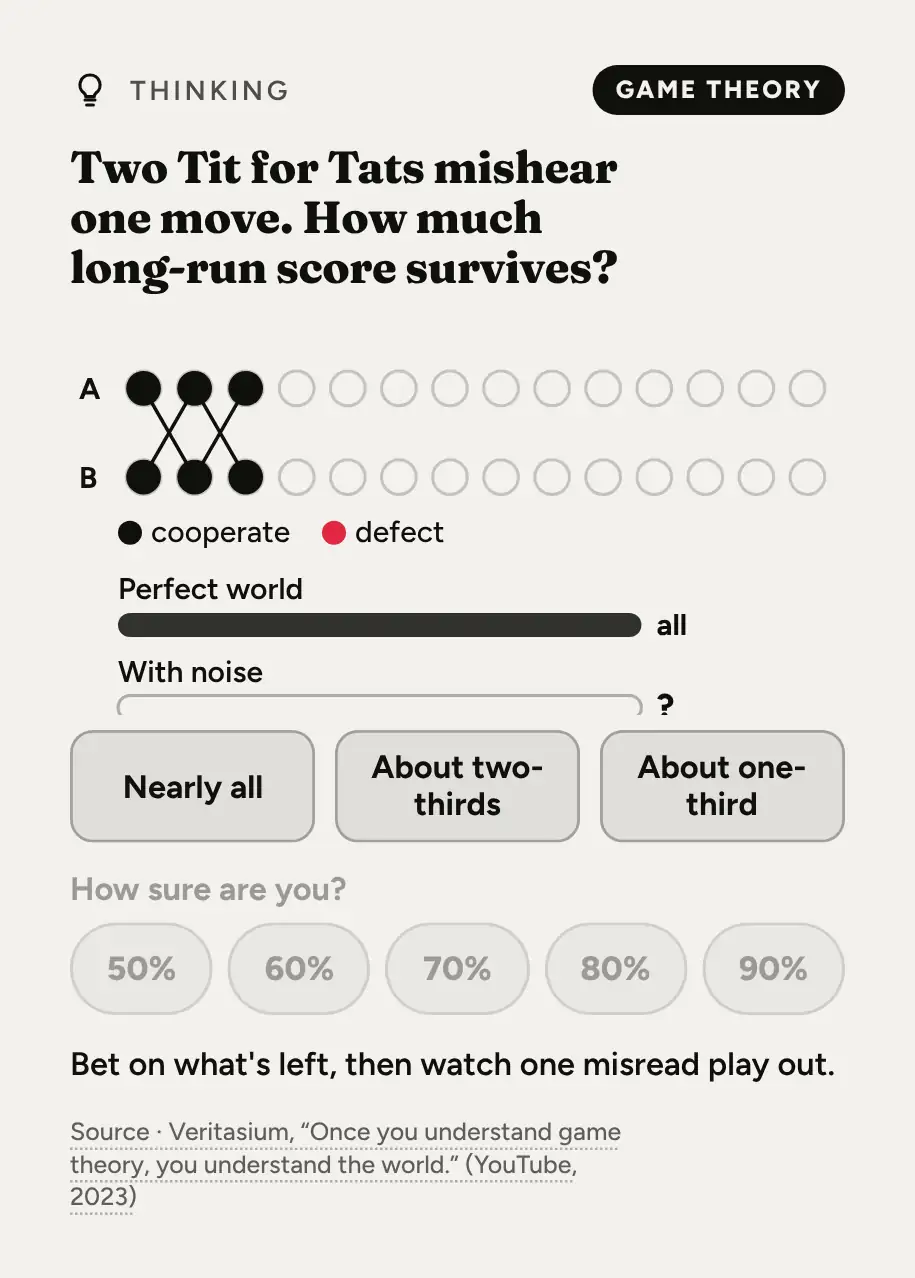 THINKING
GAME THEORY
Two Tit for Tats mishear
one move. How much
long-run score survives?
A
B
cooperate
defect
Perfect world
all
With noise
?
Nearly all
About two-
thirds
About one-
third
How sure are you?
50%
60%
70%
80%
90%
Bet on what's left, then watch one misread play out.
Source · Veritasium, “Once you understand game
theory, you understand the world.” (YouTube,
2023)